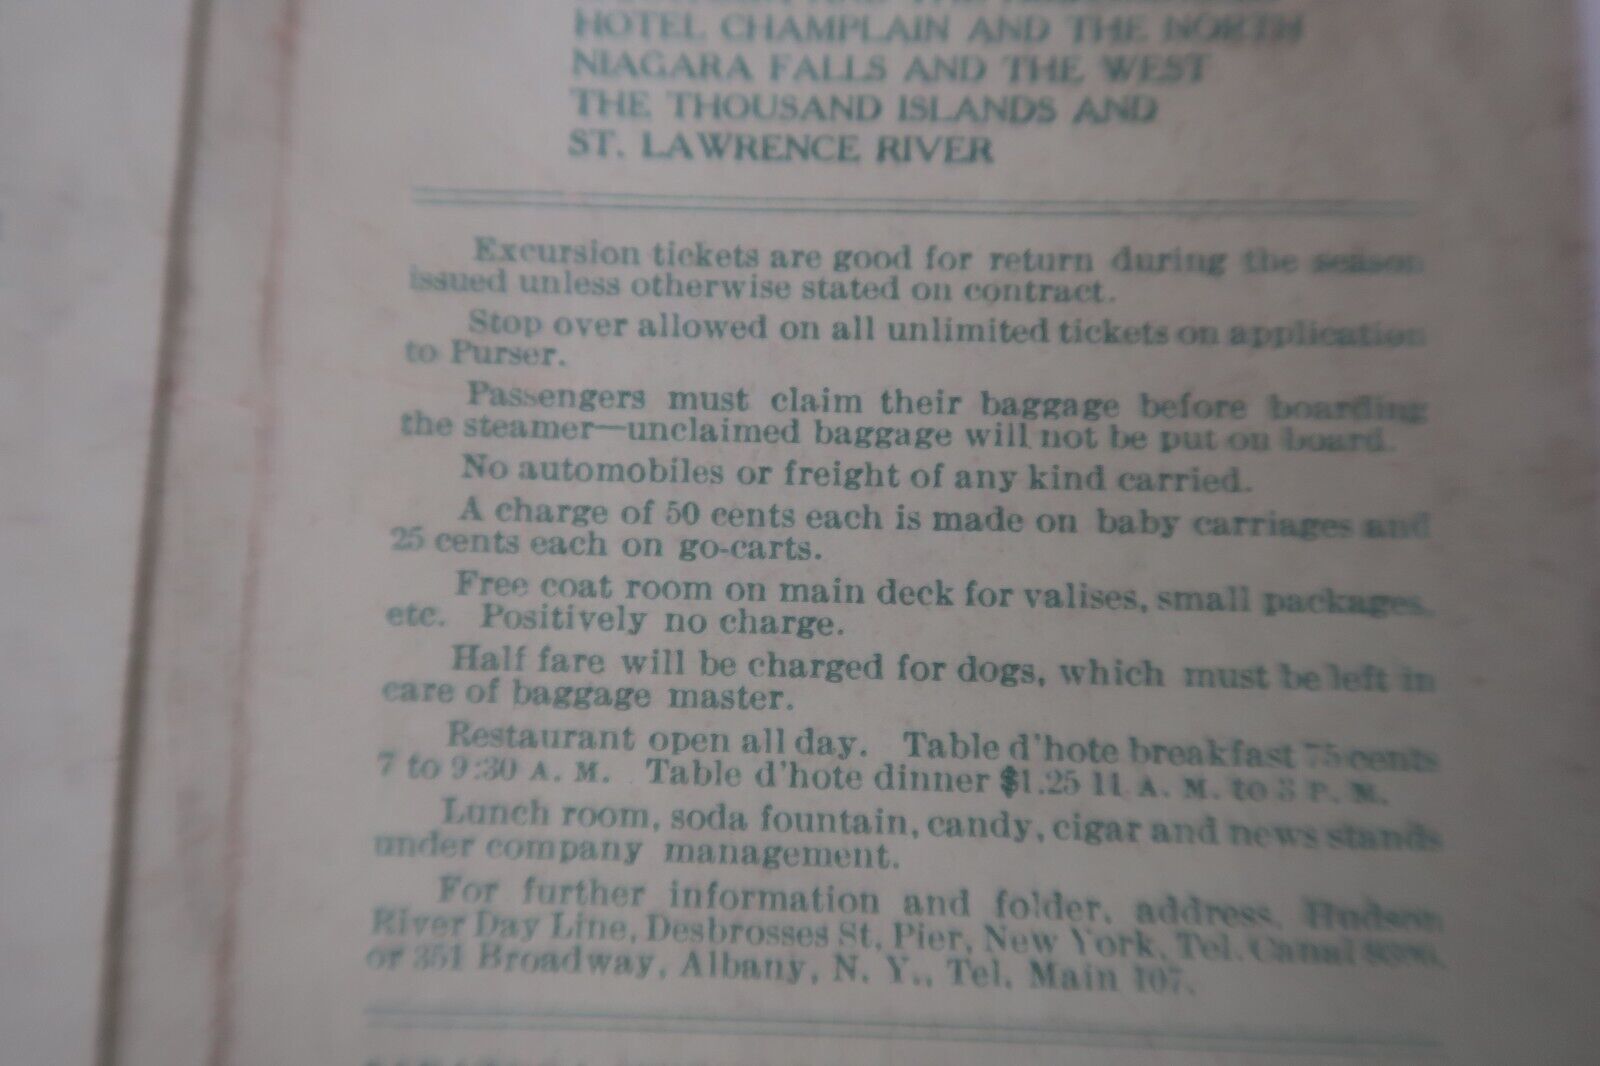 HOTEL CHAMPLAIN AND THE NORTH
NIAGARA FALLS AND THE WEST
THE THOUSAND ISLANDS AND
ST. LAWRENCE RIVER
Excursion tickets are good for return during the season
issued unless otherwise stated on contract.
Stop over allowed on all unlimited tickets on application
to Purser.
Passengers must claim their baggage before boarding
the steamer—unclaimed baggage will not be put on board.
No automobiles or freight of any kind carried.
A charge of 50 cents each is made on baby carriages and
25 cents each on go-carts.
Free coat room on main deck for valises, small packages,
etc. Positively no charge.
Half fare will be charged for dogs, which must be left in
care of baggage master.
Restaurant open all day. Table d'hote breakfast 75 cents
7 to 9:30 A. M. Table d'hote dinner $1.25 11 A. M. to 3 P. M.
Lunch room, soda fountain, candy, cigar and news stands
under company management.
For further information and folder, address, Hudson
River Day Line, Desbrosses St, Pier, New York, Tel. Canal
or 351 Broadway, Albany, N. Y., Tel. Main 107.